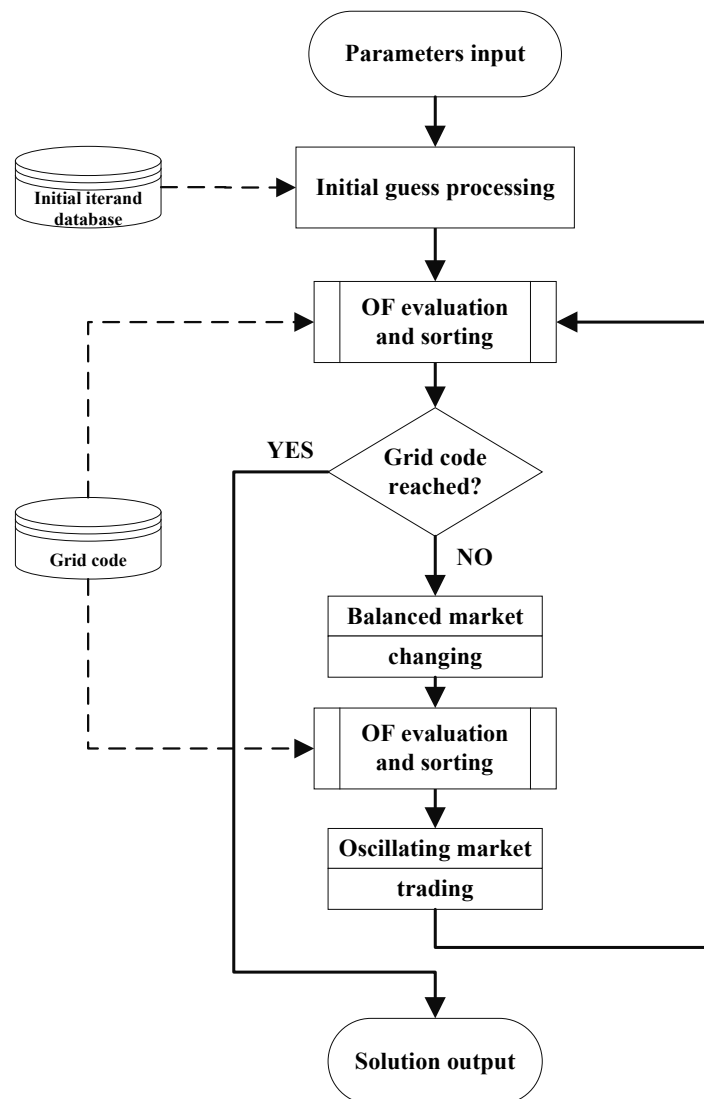 Parameters input
Initial iterand
database
Initial guess processing
OF evaluation
and sorting
YES
Grid code
reached?
Grid code
NO
Balanced market
changing
OF evaluation
and sorting
Oscillating market
trading
Solution output